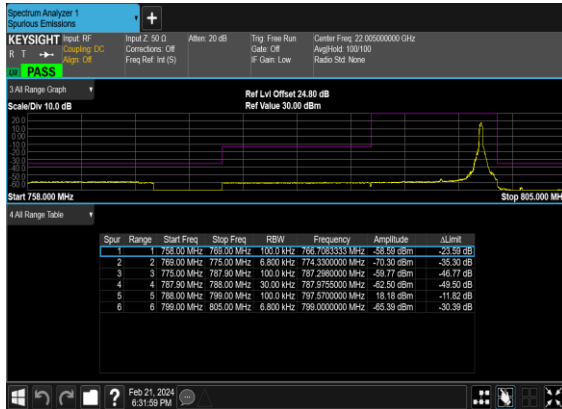 Spectrum Analyzer 1
Spurious Emissions
KEYSIGHT Input: RF Input Z: 50 Ω Atten: 20 dB Trig: Free Run Center Freq: 22.005000000 GHz
R T Coupling: DC Corrections: Off Gate: Off Avg|Hold: 100/100
Align: Off Freq Ref: Int (S) IF Gain: Low Radio Std: None
PASS
3 All Range Graph Ref Lvl Offset 24.80 dB
Scale/Div 10.0 dB Ref Value 30.00 dBm
20.0
10.0
0.00
-10.0
-20.0
-30.0
-40.0
-50.0
-60.0
Start 758.000 MHz Stop 805.000 MHz
4 All Range Table
Spur Range Start Freq Stop Freq RBW Frequency Amplitude ΔLimit
1 1 758.00 MHz 769.00 MHz 100.0 kHz 766.7083333 MHz -58.59 dBm -23.59 dB
2 2 769.00 MHz 775.00 MHz 6.800 kHz 774.3300000 MHz -70.30 dBm -35.30 dB
3 3 775.00 MHz 787.90 MHz 100.0 kHz 787.2980000 MHz -59.77 dBm -46.77 dB
4 4 787.90 MHz 788.00 MHz 30.00 kHz 787.9755000 MHz -62.50 dBm -49.50 dB
5 5 788.00 MHz 799.00 MHz 100.0 kHz 797.5700000 MHz 18.18 dBm -11.82 dB
6 6 799.00 MHz 805.00 MHz 6.800 kHz 799.0000000 MHz -65.39 dBm -30.39 dB
Feb 21, 2024
6:31:59 PM